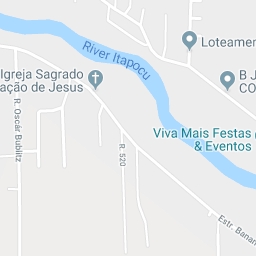 River Itapocu
Loteamen
Igreja Sagrado
ação de Jesus
B J
CO
R. Oscar Bublitz
R. 520
Viva Mais Festas
& Eventos
Estr. Banan